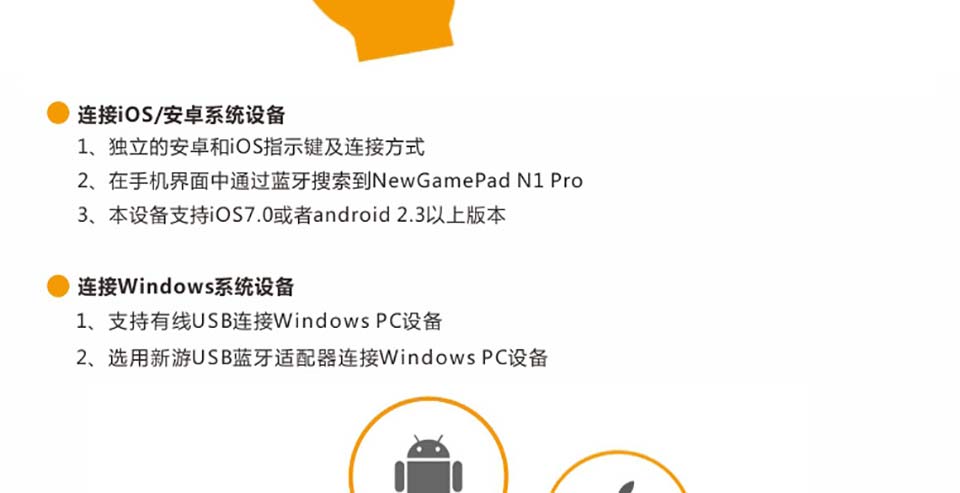 连接iOS/安卓系统设备
1、独立的安卓和iOS指示键及连接方式
2、在手机界面中通过蓝牙搜索到NewGamePad N1 Pro
3、本设备支持iOS7.0或者android 2.3以上版本
连接Windows系统设备
1、支持有线USB连接Windows PC设备
2、选用新游USB蓝牙适配器连接Windows PC设备